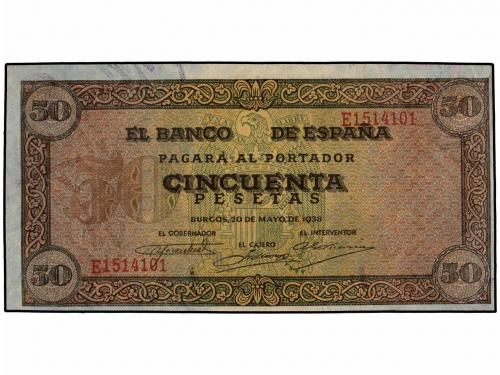 50 50
E1514101
EL BANCO DE ESPAÑA
PAGARÁ AL PORTADOR
CINCUENTA
PESETAS
BURGOS, 20 DE MAYO, DE 1938
EL GOBERNADOR EL CAJERO EL INTERVENTOR
E1514101
50 50